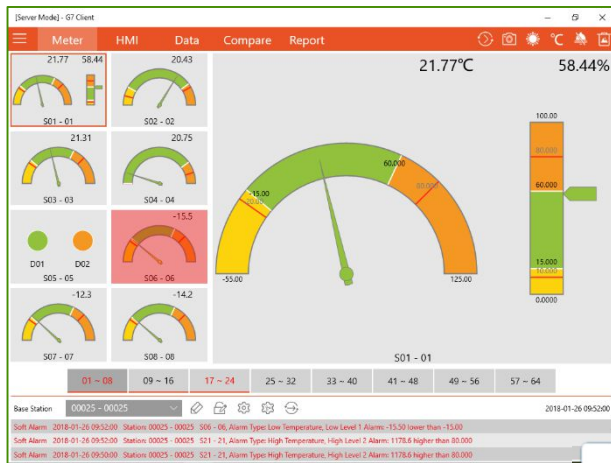 [Server Mode] - G7 Client
Meter HMI Data Compare Report ℃
21.77 58.44
S01 - 01
20.43
S02 - 02
21.31
S03 - 03
20.75
S04 - 04
D01 D02
S05 - 05
-15.5
S06 - 06
-12.3
S07 - 07
-14.2
S08 - 08
21.77℃ 58.44%
-55.00
-15.00
60.000
80.000
125.00
100.00
80.000
60.000
15.000
10.000
0.0000
S01 - 01
01 ~ 08 09 ~ 16 17 ~ 24 25 ~ 32 33 ~ 40 41 ~ 48 49 ~ 56 57 ~ 64
Base Station 00025 - 00025 2018-01-26 09:52:00
Soft Alarm 2018-01-26 09:52:00 Station: 00025 - 00025 S06 - 06, Alarm Type: Low Temperature, Low Level 1 Alarm: -15.50 lower than -15.00
Soft Alarm 2018-01-26 09:52:00 Station: 00025 - 00025 S21 - 21, Alarm Type: High Temperature, High Level 2 Alarm: 1178.6 higher than 80.000
Soft Alarm 2018-01-26 09:50:00 Station: 00025 - 00025 S21 - 21, Alarm Type: High Temperature, High Level 2 Alarm: 1178.6 higher than 80.000